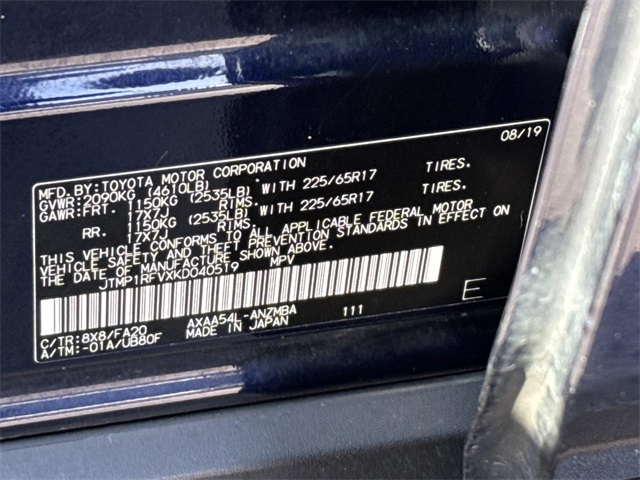 08/19
MFD.BY:TOYOTA MOTOR CORPORATION
GVWR:2090KG (4610LB)
GAWR:FRT. 1150KG (2535LB) WITH 225/65R17 TIRES.
17X7J RIMS.
RR. 1150KG (2535LB) WITH 225/65R17 TIRES.
17X7J RIMS.
THIS VEHICLE CONFORMS TO ALL APPLICABLE FEDERAL MOTOR
VEHICLE SAFETY AND THEFT PREVENTION STANDARDS IN EFFECT ON
THE DATE OF MANUFACTURE SHOWN ABOVE.
JTMP1RFVXKD040519 MPV
E
C/TR:8X8/FA20 AXAA54L-ANZMBA 111
A/TM:-01A/UB80F MADE IN JAPAN